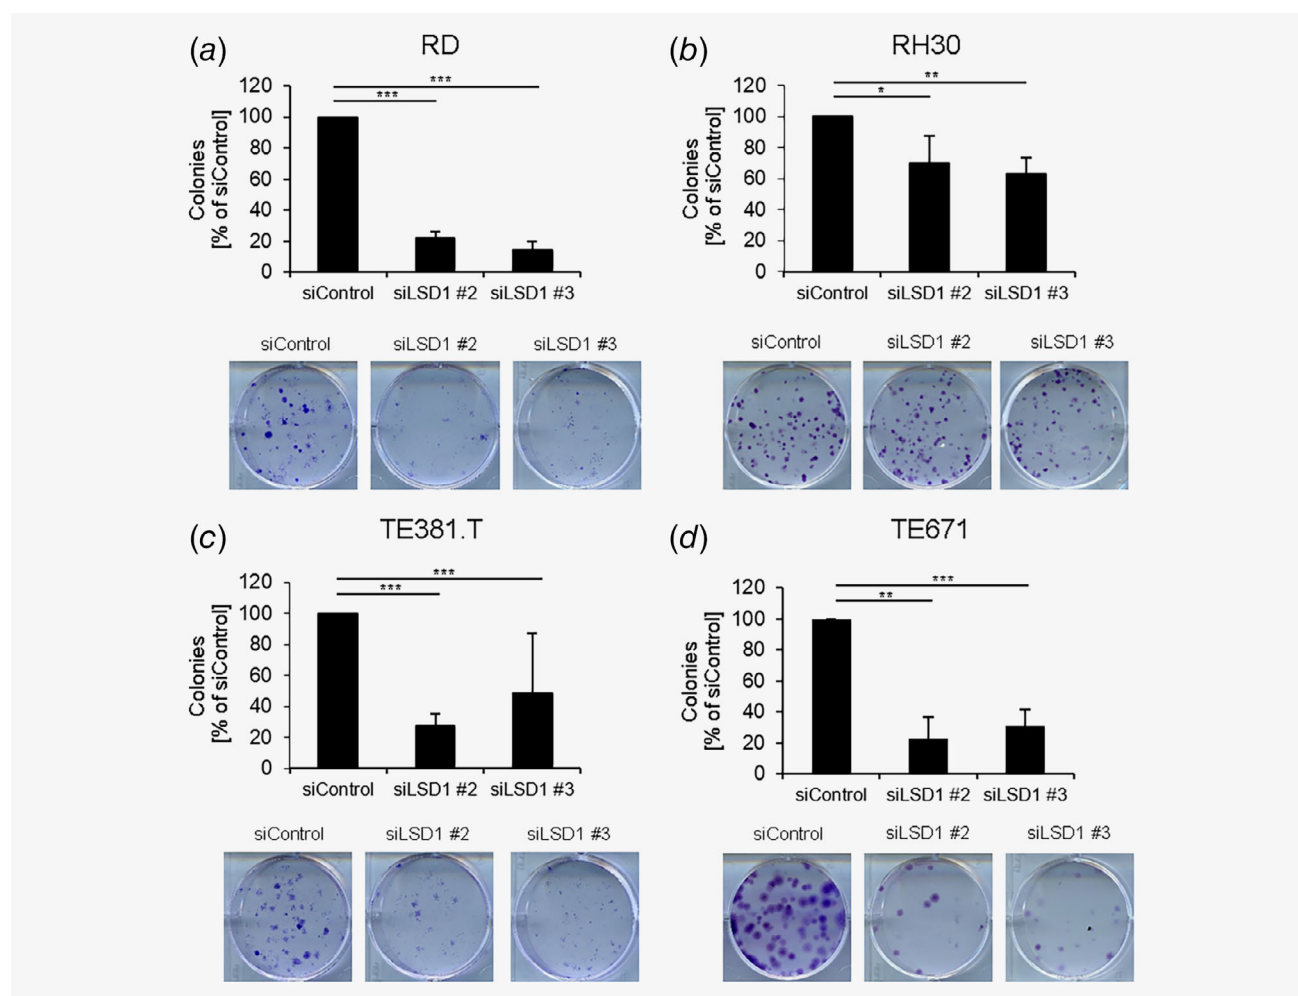 (a)
RD
120
100
80
60
40
20
0
Colonies
[% of siControl]
***
***
siControl siLSD1 #2 siLSD1 #3
siControl siLSD1 #2 siLSD1 #3
(b)
RH30
120
100
80
60
40
20
0
Colonies
[% of siControl]
**
*
siControl siLSD1 #2 siLSD1 #3
siControl siLSD1 #2 siLSD1 #3
(c)
TE381.T
120
100
80
60
40
20
0
Colonies
[% of siControl]
***
***
siControl siLSD1 #2 siLSD1 #3
siControl siLSD1 #2 siLSD1 #3
(d)
TE671
120
100
80
60
40
20
0
Colonies
[% of siControl]
***
**
siControl siLSD1 #2 siLSD1 #3
siControl siLSD1 #2 siLSD1 #3